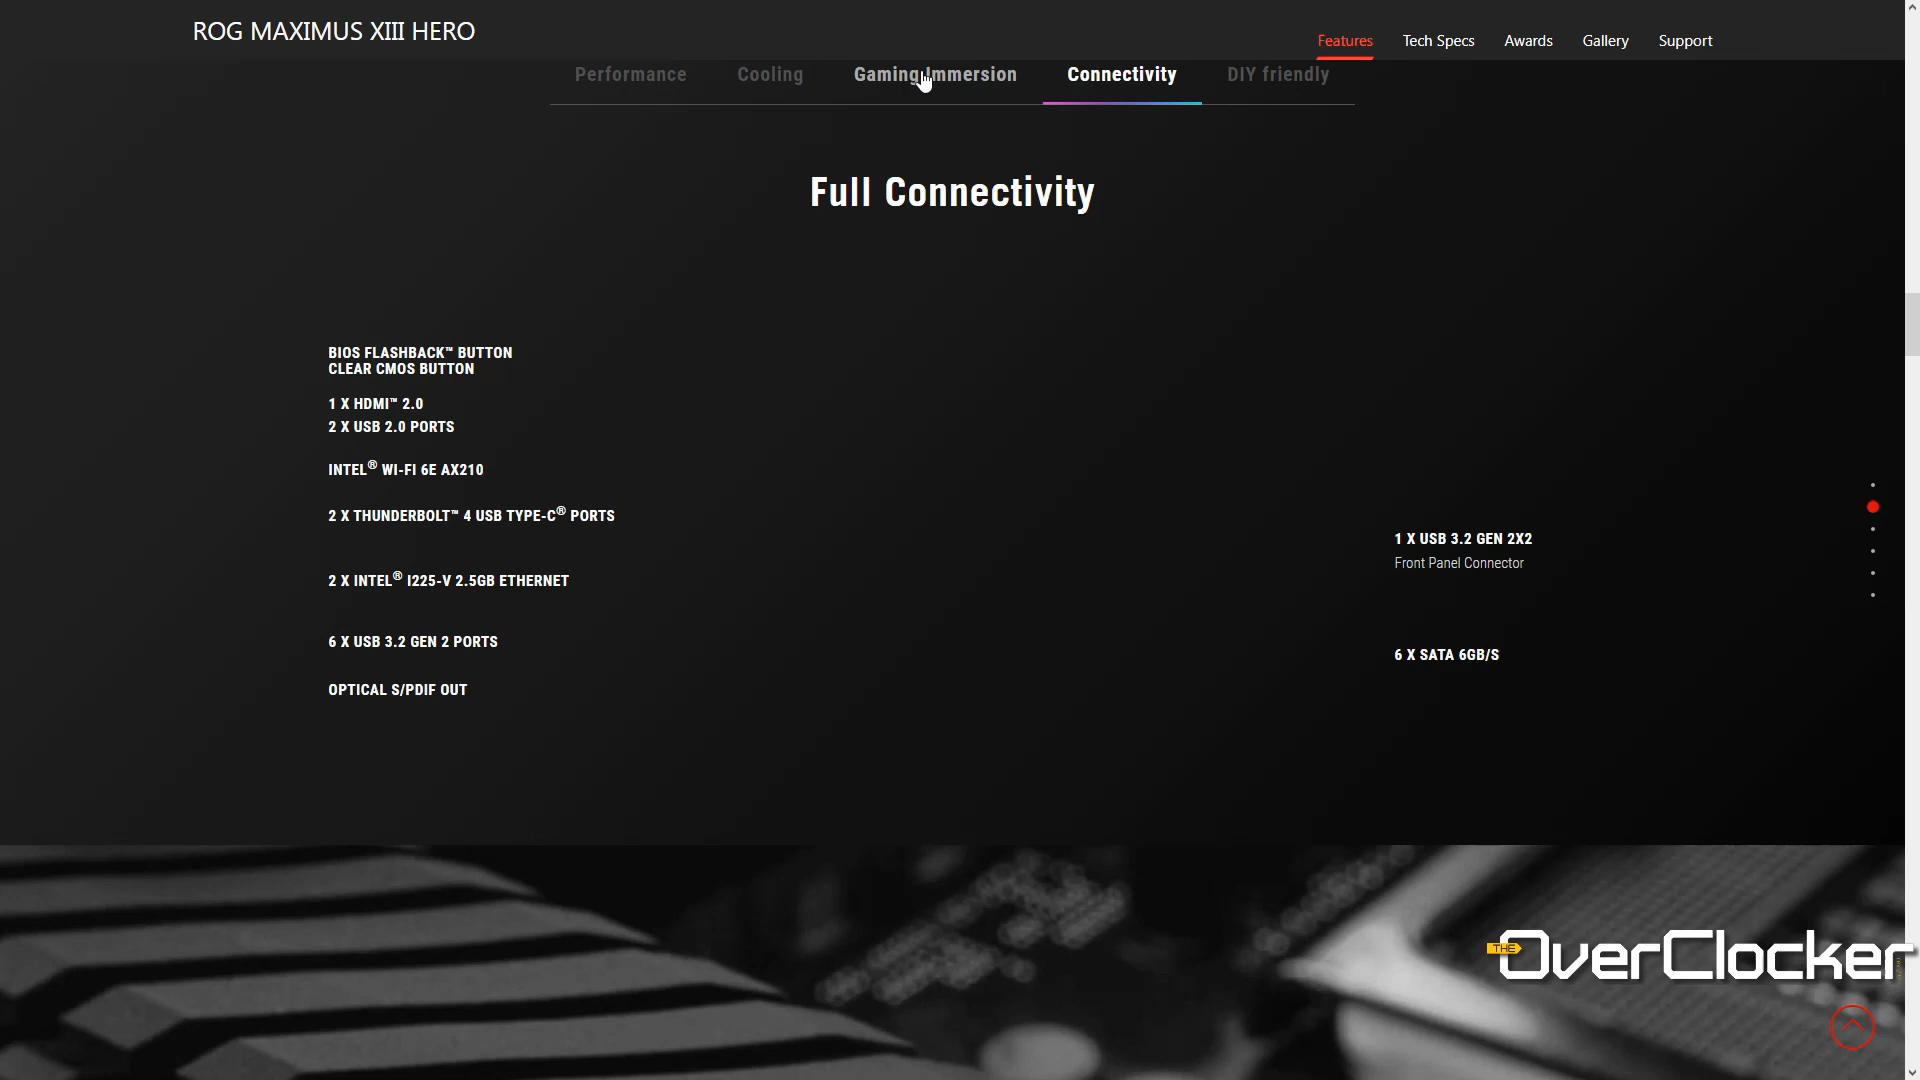 ROG MAXIMUS XIII HERO
Features
Tech Specs
Awards
Gallery
Support
Performance
Cooling
Gaming Immersion
Connectivity
DIY friendly
Full Connectivity
BIOS FLASHBACK™ BUTTON
CLEAR CMOS BUTTON
1 X HDMI™ 2.0
2 X USB 2.0 PORTS
INTEL® WI-FI 6E AX210
2 X THUNDERBOLT™ 4 USB TYPE-C® PORTS
2 X INTEL® I225-V 2.5GB ETHERNET
6 X USB 3.2 GEN 2 PORTS
OPTICAL S/PDIF OUT
1 X USB 3.2 GEN 2X2
Front Panel Connector
6 X SATA 6GB/S
THE OverClocker